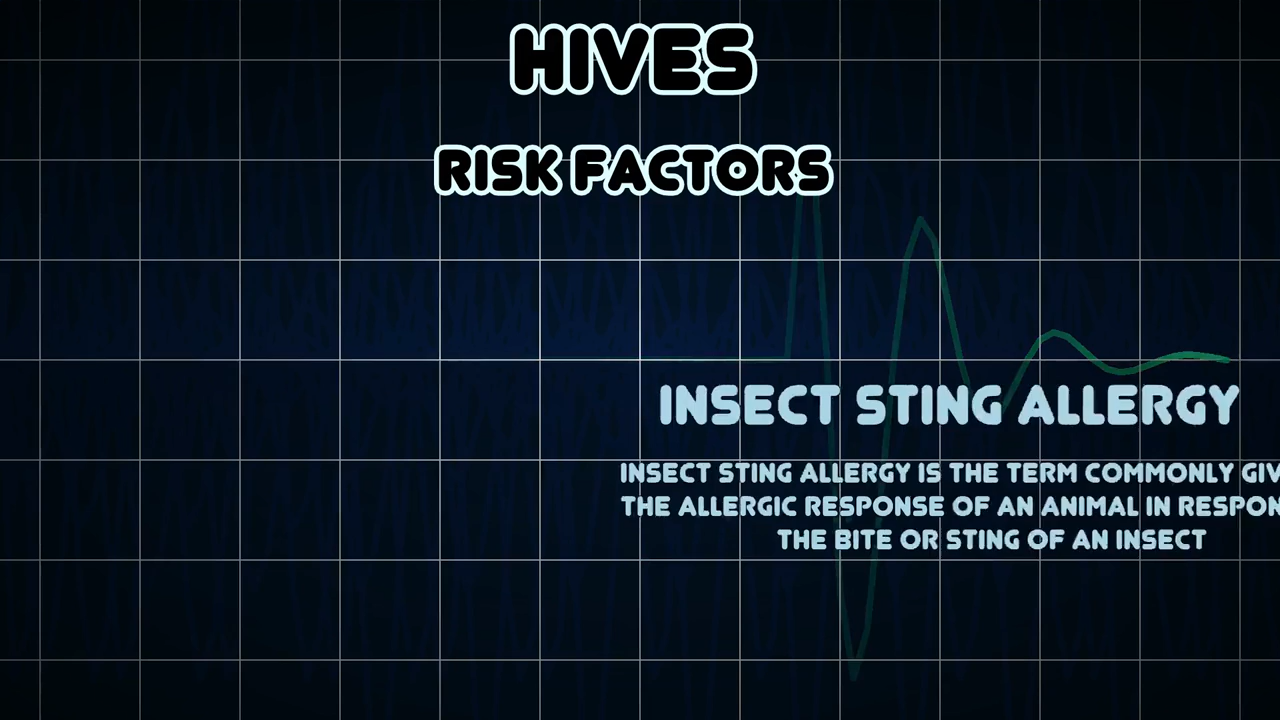 HIVES
RISK FACTORS
INSECT STING ALLERGY
INSECT STING ALLERGY IS THE TERM COMMONLY
THE ALLERGIC RESPONSE OF AN ANIMAL IN
THE BITE OR STING OF AN INSECT